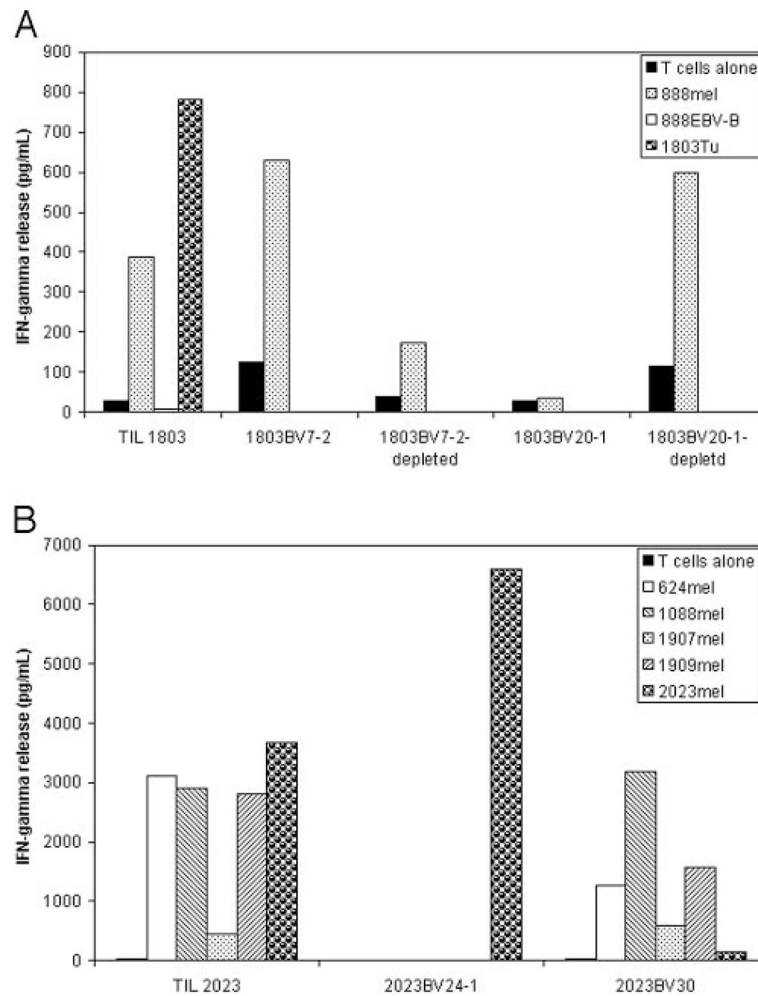 A
IFN-gamma release (pg/mL)
900
800
700
600
500
400
300
200
100
0
T cells alone
888mel
888EBV-B
1803Tu
TIL 1803
1803BV7-2
1803BV7-2-
depleted
1803BV20-1
1803BV20-1-
depletd
B
IFN-gamma release (pg/mL)
7000
6000
5000
4000
3000
2000
1000
0
T cells alone
624mel
1088mel
1907mel
1909mel
2023mel
TIL 2023
2023BV24-1
2023BV30